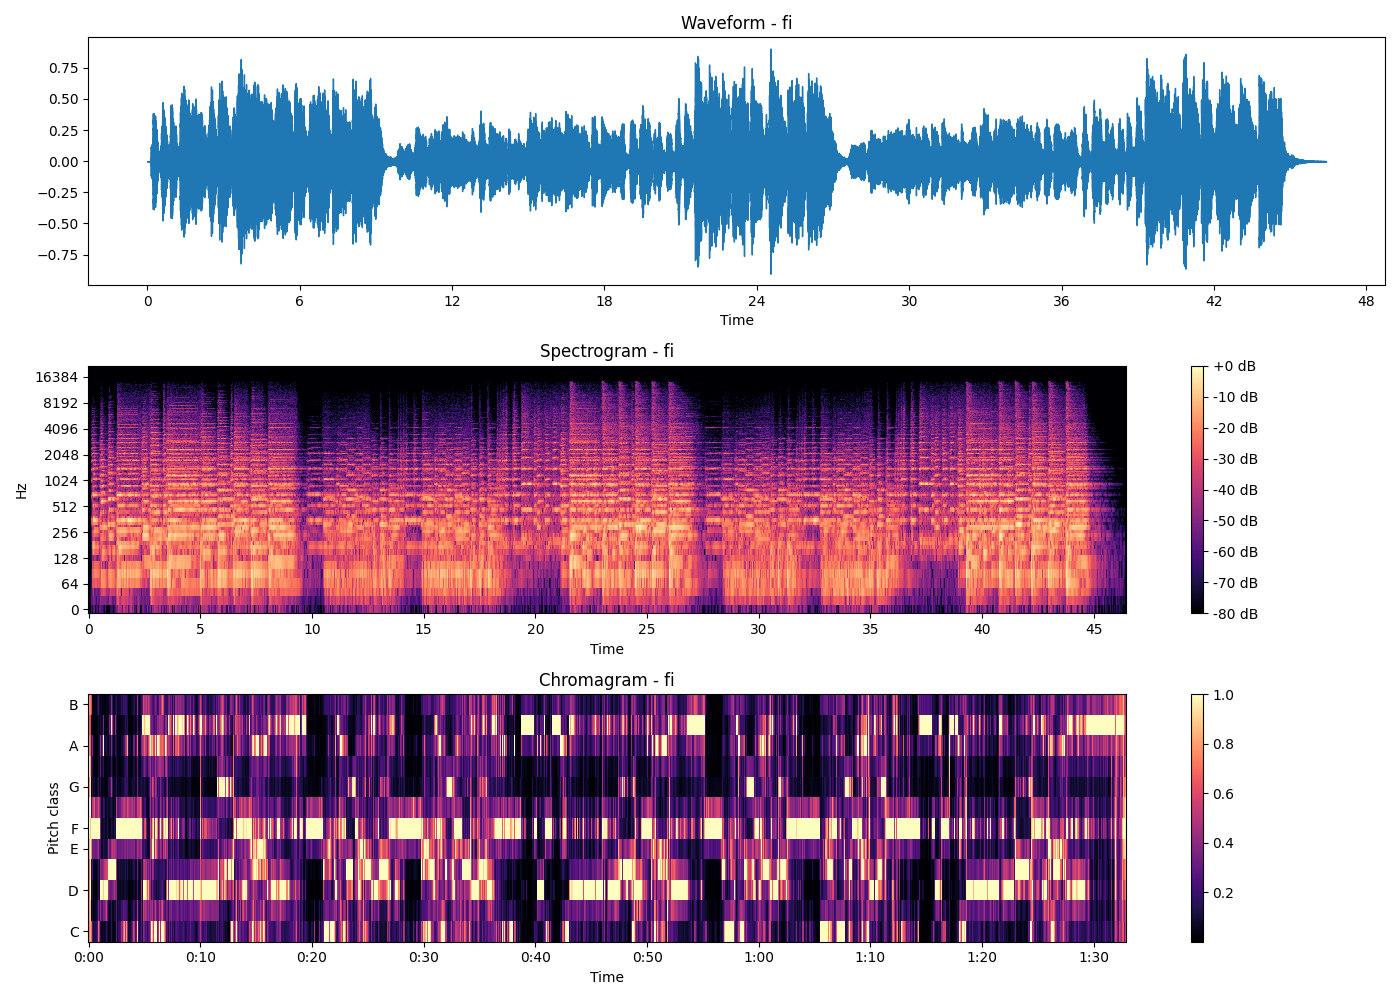 Waveform - fi
0.75
0.50
0.25
0.00
−0.25
−0.50
−0.75
0 6 12 18 24 30 36 42 48
Time
Spectrogram - fi
Hz
16384
8192
4096
2048
1024
512
256
128
64
0
0 5 10 15 20 25 30 35 40 45
Time
+0 dB
-10 dB
-20 dB
-30 dB
-40 dB
-50 dB
-60 dB
-70 dB
-80 dB
Chromagram - fi
Pitch class
B
A
G
F
E
D
C
0:00 0:10 0:20 0:30 0:40 0:50 1:00 1:10 1:20 1:30
Time
1.0
0.8
0.6
0.4
0.2